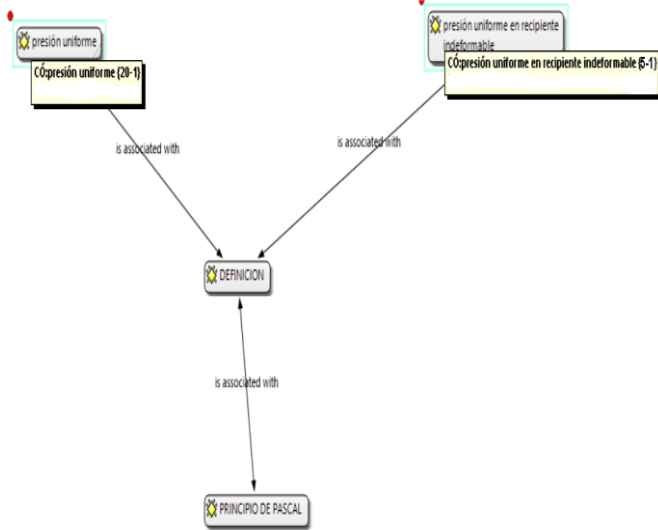 presión uniforme
CÓ:presión uniforme {20-1}
presión uniforme en recipiente
indeformable
CÓ:presión uniforme en recipiente indeformable {5-1}
is associated with
is associated with
DEFINICION
is associated with
PRINCIPIO DE PASCAL